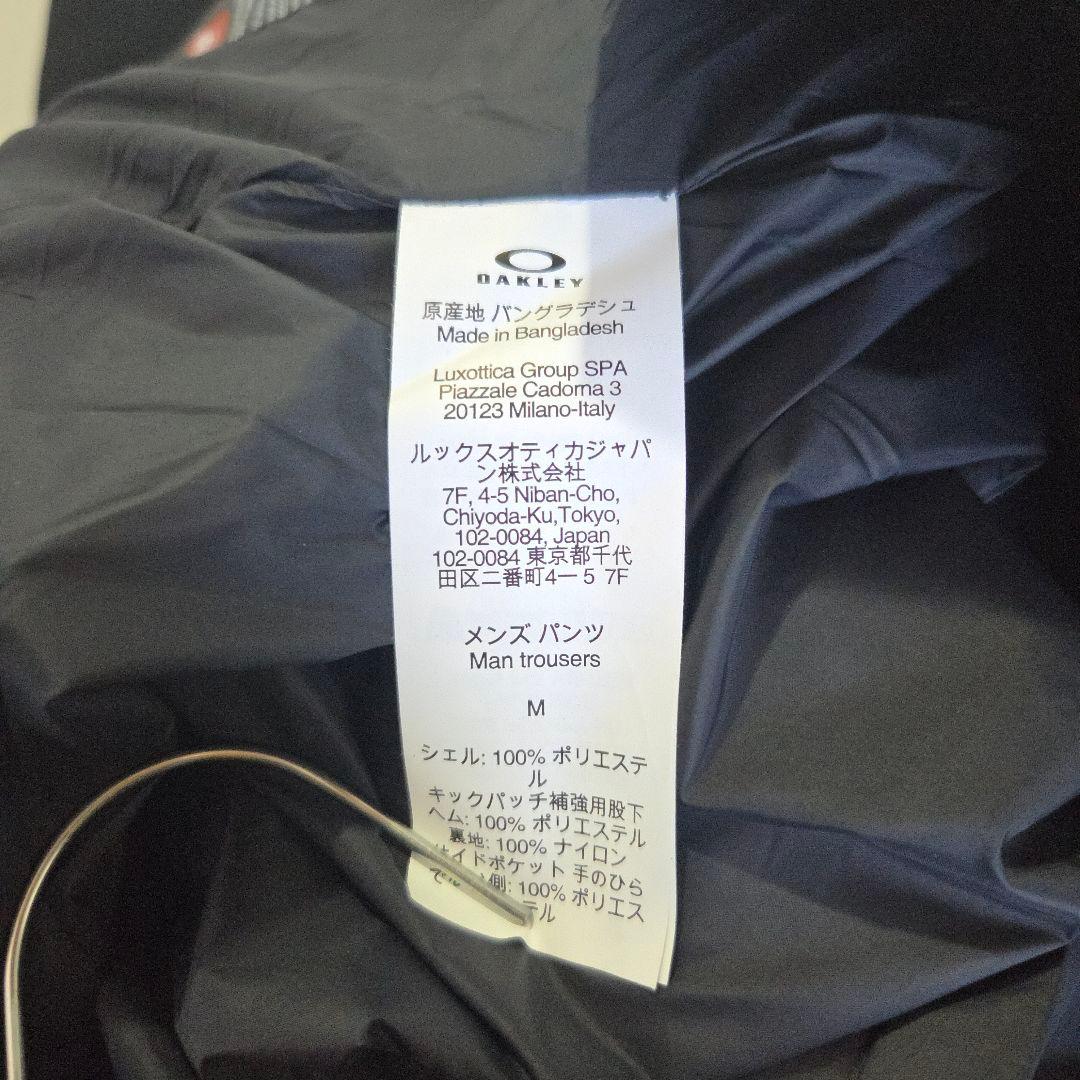 OAKLEY
原産地 バングラデシュ
Made in Bangladesh
Luxottica Group SPA
Piazzale Cadorna 3
20123 Milano-Italy
ルックスオティカジャパ
ン株式会社
7F, 4-5 Niban-Cho,
Chiyoda-Ku,Tokyo,
102-0084, Japan
102-0084 東京都千代
田区二番町4ー５ 7F
メンズ パンツ
Man trousers
M
シェル: 100% ポリエステ
ル
キックパッチ補強用股下
ヘム: 100% ポリエステル
裏地: 100% ナイロン
サイドポケット 手のひら
側: 100% ポリエス
テル